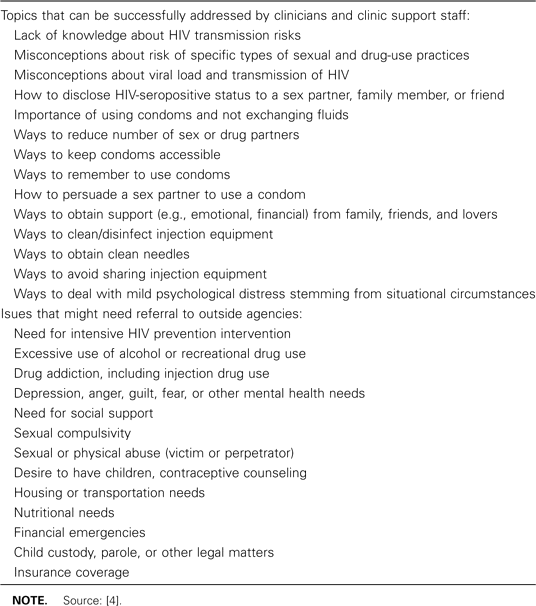 Topics that can be successfully addressed by clinicians and clinic support staff:
Lack of knowledge about HIV transmission risks
Misconceptions about risk of specific types of sexual and drug-use practices
Misconceptions about viral load and transmission of HIV
How to disclose HIV-seropositive status to a sex partner, family member, or friend
Importance of using condoms and not exchanging fluids
Ways to reduce number of sex or drug partners
Ways to keep condoms accessible
Ways to remember to use condoms
How to persuade a sex partner to use a condom
Ways to obtain support (e.g., emotional, financial) from family, friends, and lovers
Ways to clean/disinfect injection equipment
Ways to obtain clean needles
Ways to avoid sharing injection equipment
Ways to deal with mild psychological distress stemming from situational circumstances
Isues that might need referral to outside agencies:
Need for intensive HIV prevention intervention
Excessive use of alcohol or recreational drug use
Drug addiction, including injection drug use
Depression, anger, guilt, fear, or other mental health needs
Need for social support
Sexual compulsivity
Sexual or physical abuse (victim or perpetrator)
Desire to have children, contraceptive counseling
Housing or transportation needs
Nutritional needs
Financial emergencies
Child custody, parole, or other legal matters
Insurance coverage
NOTE. Source: [4].